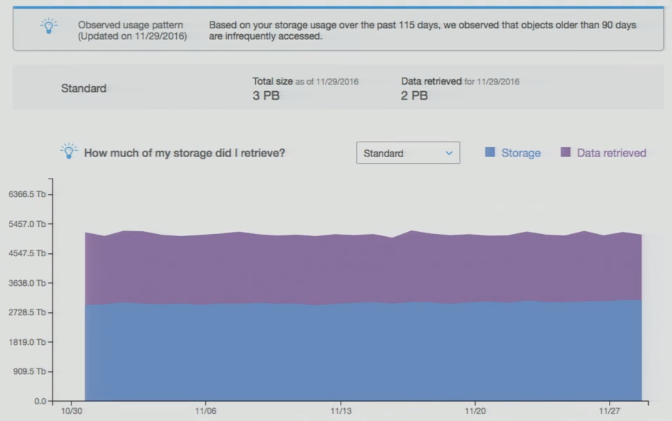 Observed usage pattern
(Updated on 11/29/2016)
Based on your storage usage over the past 115 days, we observed that objects older than 90 days
are infrequently accessed.
Standard
Total size as of 11/29/2016
3 PB
Data retrieved for 11/29/2016
2 PB
How much of my storage did I retrieve?
Standard
Storage
Data retrieved
6366.5 Tb
5457.0 Tb
4547.5 Tb
3638.0 Tb
2728.5 Tb
1819.0 Tb
909.5 Tb
0.0
10/30
11/06
11/13
11/20
11/27